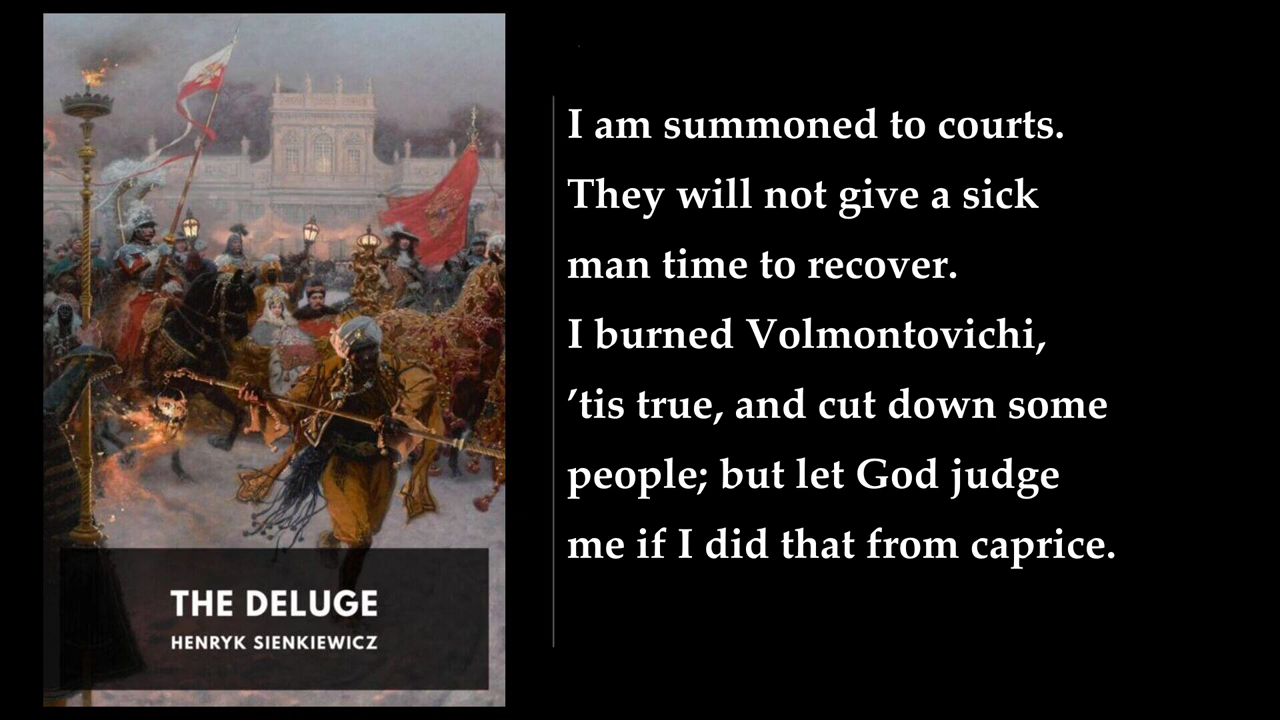 I am summoned to courts.
They will not give a sick
man time to recover.
I burned Volmontovichi,
’tis true, and cut down some
people; but let God judge
me if I did that from caprice.
THE DELUGE
HENRYK SIENKIEWICZ